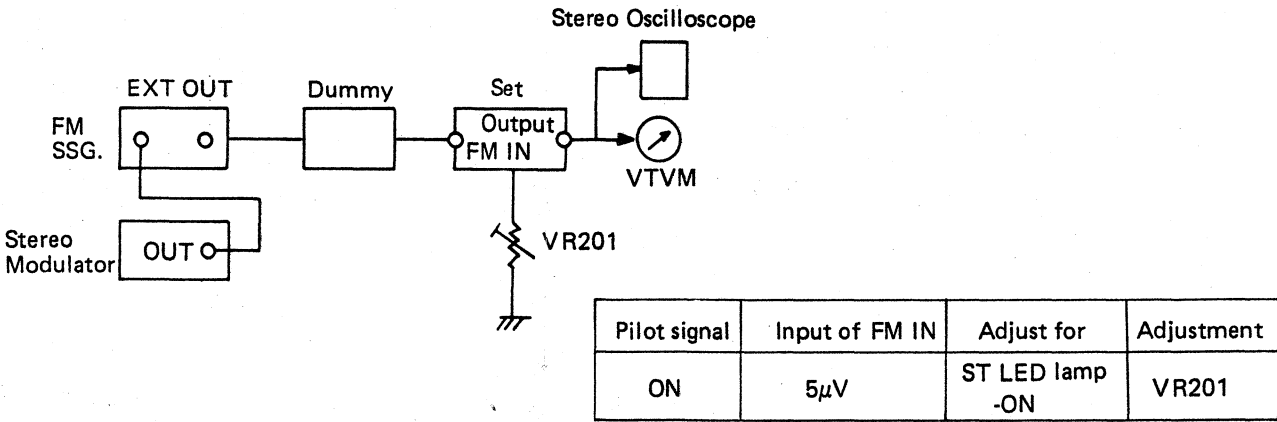 Stereo Oscilloscope
EXT OUT
Dummy
Set
FM
SSG.
Output
FM IN
VTVM
Stereo
Modulator
OUT
VR201
Pilot signal Input of FM IN Adjust for Adjustment
ON 5μV ST LED lamp
-ON VR201